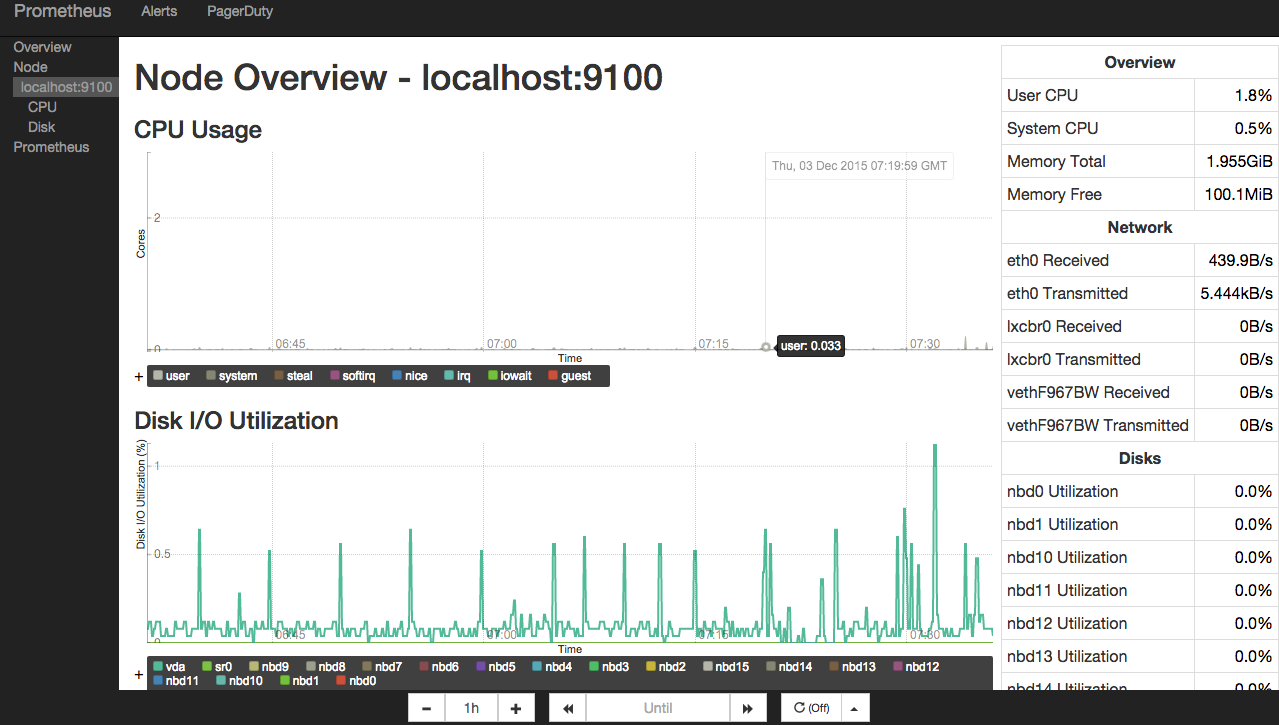 Prometheus Alerts PagerDuty
Overview
Node
localhost:9100
CPU
Disk
Prometheus
Node Overview - localhost:9100
CPU Usage
Thu, 03 Dec 2015 07:19:59 GMT
Cores
2
0
06:45 07:00 07:15 07:30
user: 0.033
Time
+ user system steal softirq nice irq iowait guest
Disk I/O Utilization
Disk I/O Utilization (%)
1
0.5
0
06:45 07:00 07:15 07:30
Time
+ vda sr0 nbd9 nbd8 nbd7 nbd6 nbd5 nbd4 nbd3 nbd2 nbd15 nbd14 nbd13 nbd12
nbd11 nbd10 nbd1 nbd0
Overview
User CPU 1.8%
System CPU 0.5%
Memory Total 1.955GiB
Memory Free 100.1MiB
Network
eth0 Received 439.9B/s
eth0 Transmitted 5.444kB/s
lxcbr0 Received 0B/s
lxcbr0 Transmitted 0B/s
vethF967BW Received 0B/s
vethF967BW Transmitted 0B/s
Disks
nbd0 Utilization 0.0%
nbd1 Utilization 0.0%
nbd10 Utilization 0.0%
nbd11 Utilization 0.0%
nbd12 Utilization 0.0%
nbd13 Utilization 0.0%
nbd14 Utilization 0.0%
- 1h + Until (Off)